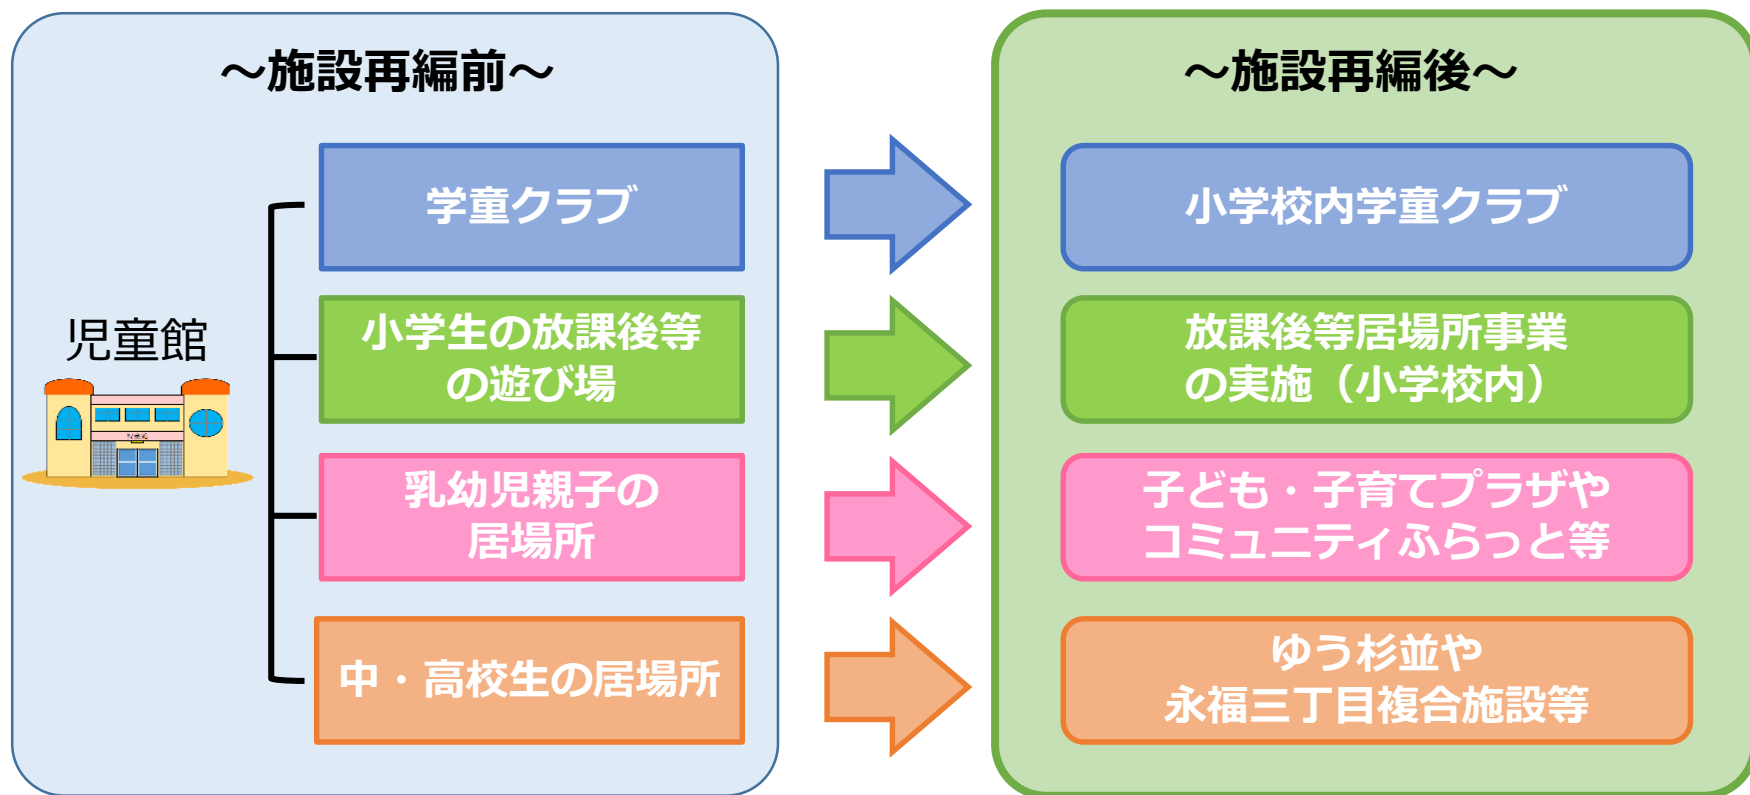 ～施設再編前～
児童館
学童クラブ
小学生の放課後等
の遊び場
乳幼児親子の
居場所
中・高校生の居場所
～施設再編後～
小学校内学童クラブ
放課後等居場所事業
の実施（小学校内）
子ども・子育てプラザや
コミュニティふらっと等
ゆう杉並や
永福三丁目複合施設等